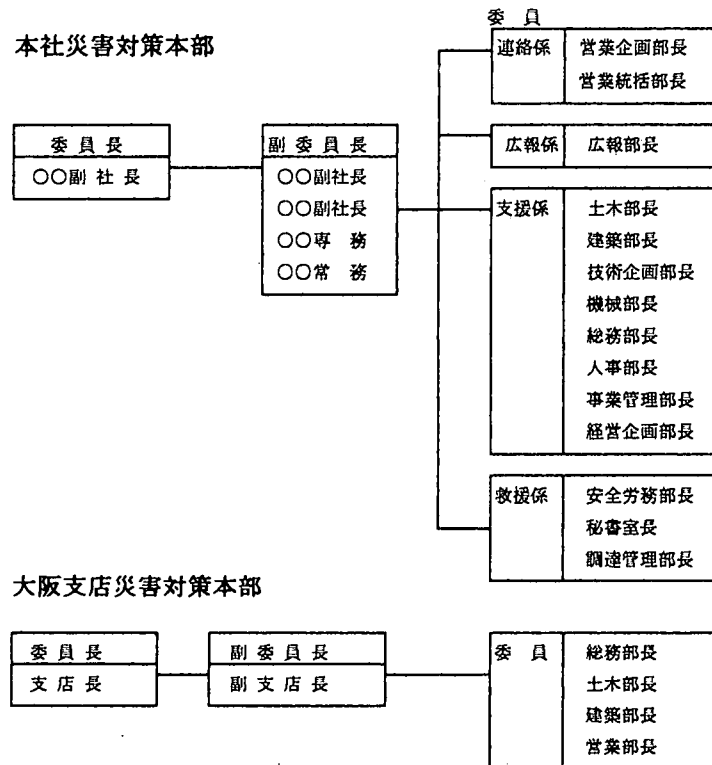 本社災害対策本部
委員長
○○副社長
副委員長
○○副社長
○○副社長
○○専務
○○常務
委員
連絡係 営業企画部長
営業統括部長
広報係 広報部長
支援係 土木部長
建築部長
技術企画部長
機械部長
総務部長
人事部長
事業管理部長
経営企画部長
救援係 安全労務部長
秘書室長
調達管理部長
大阪支店災害対策本部
委員長
支店長
副委員長
副支店長
委員 総務部長
土木部長
建築部長
営業部長